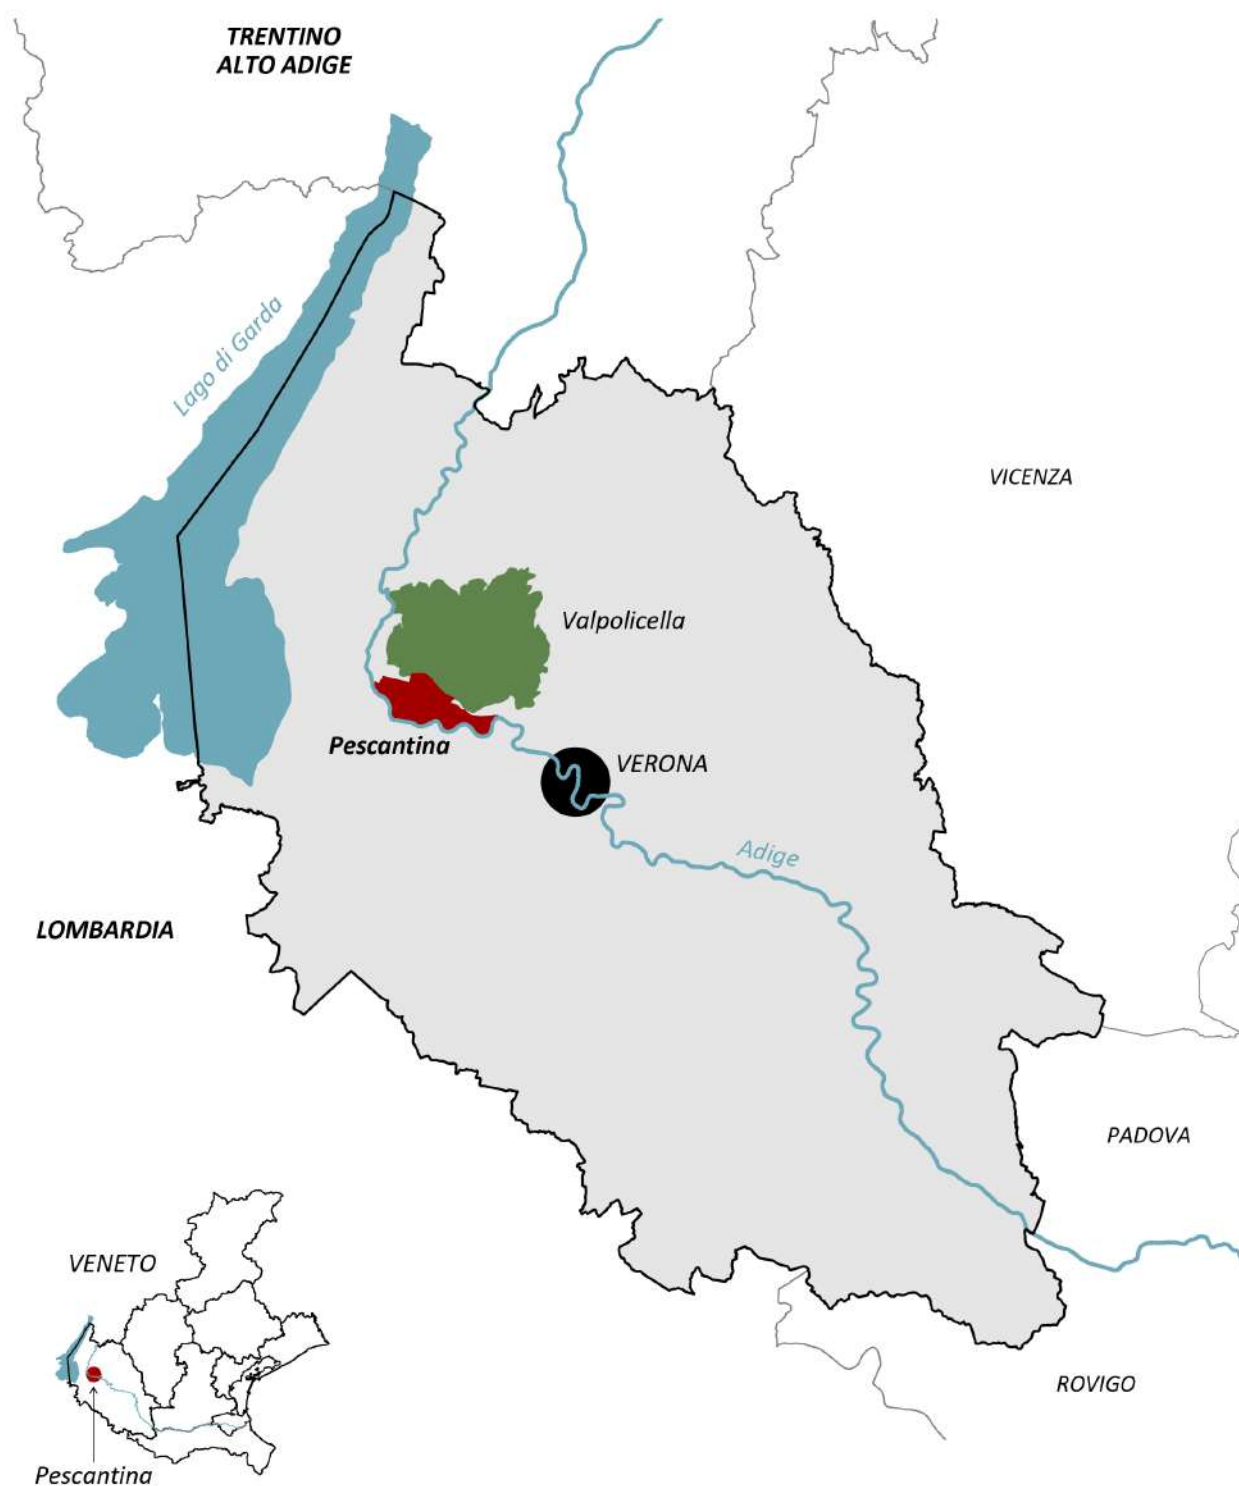 TRENTINO
ALTO ADIGE
Lago di Garda
VICENZA
Valpolicella
Pescantina
VERONA
Adige
LOMBARDIA
PADOVA
VENETO
ROVIGO
Pescantina